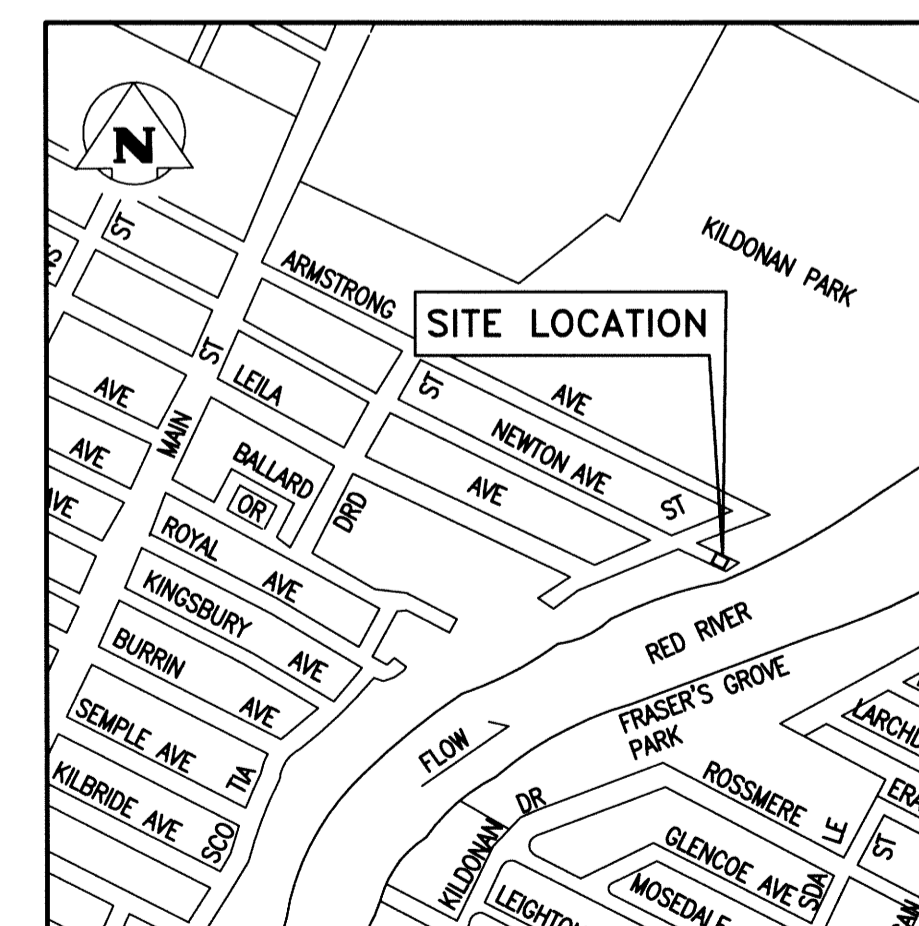 N
ST
KILDONAN PARK
ARMSTRONG
SITE LOCATION
ST
LEILA
ST
AVE
AVE
MAIN
NEWTON AVE
BALLARD
AVE
AVE
AVE
ST
OR
DRD
ROYAL
AVE
KINGSBURY
AVE
BURRIN
AVE
RED RIVER
FRASER'S GROVE
PARK
FLOW
SEMPLE AVE
TIA
KILBRIDE AVE
SCO
DR
ROSSMERE
LE
ST
KILDONAN
GLENCOE AVE
SDA
MOSEDALE